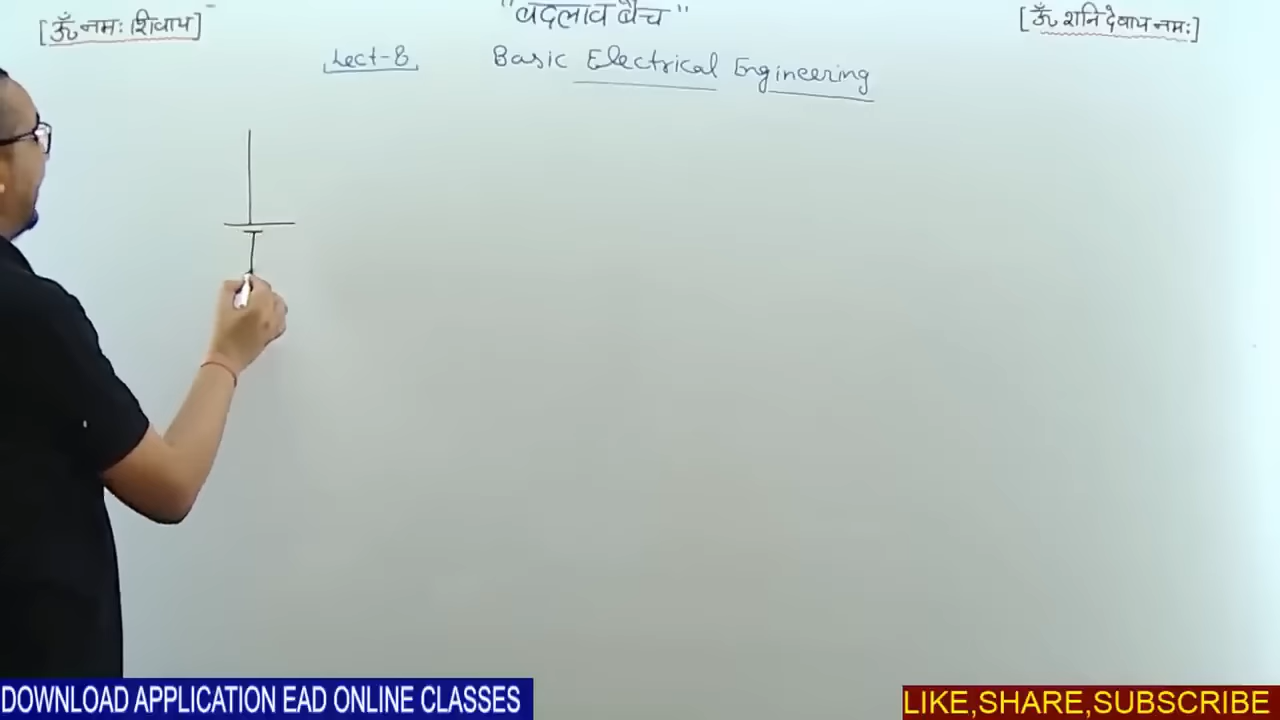 [ॐ नमः शिवाय]
"बदलाव बैच"
[ॐ शनि देवाय नमः]
Lect-8 Basic Electrical Engineering
DOWNLOAD APPLICATION EAD ONLINE CLASSES
LIKE,SHARE,SUBSCRIBE